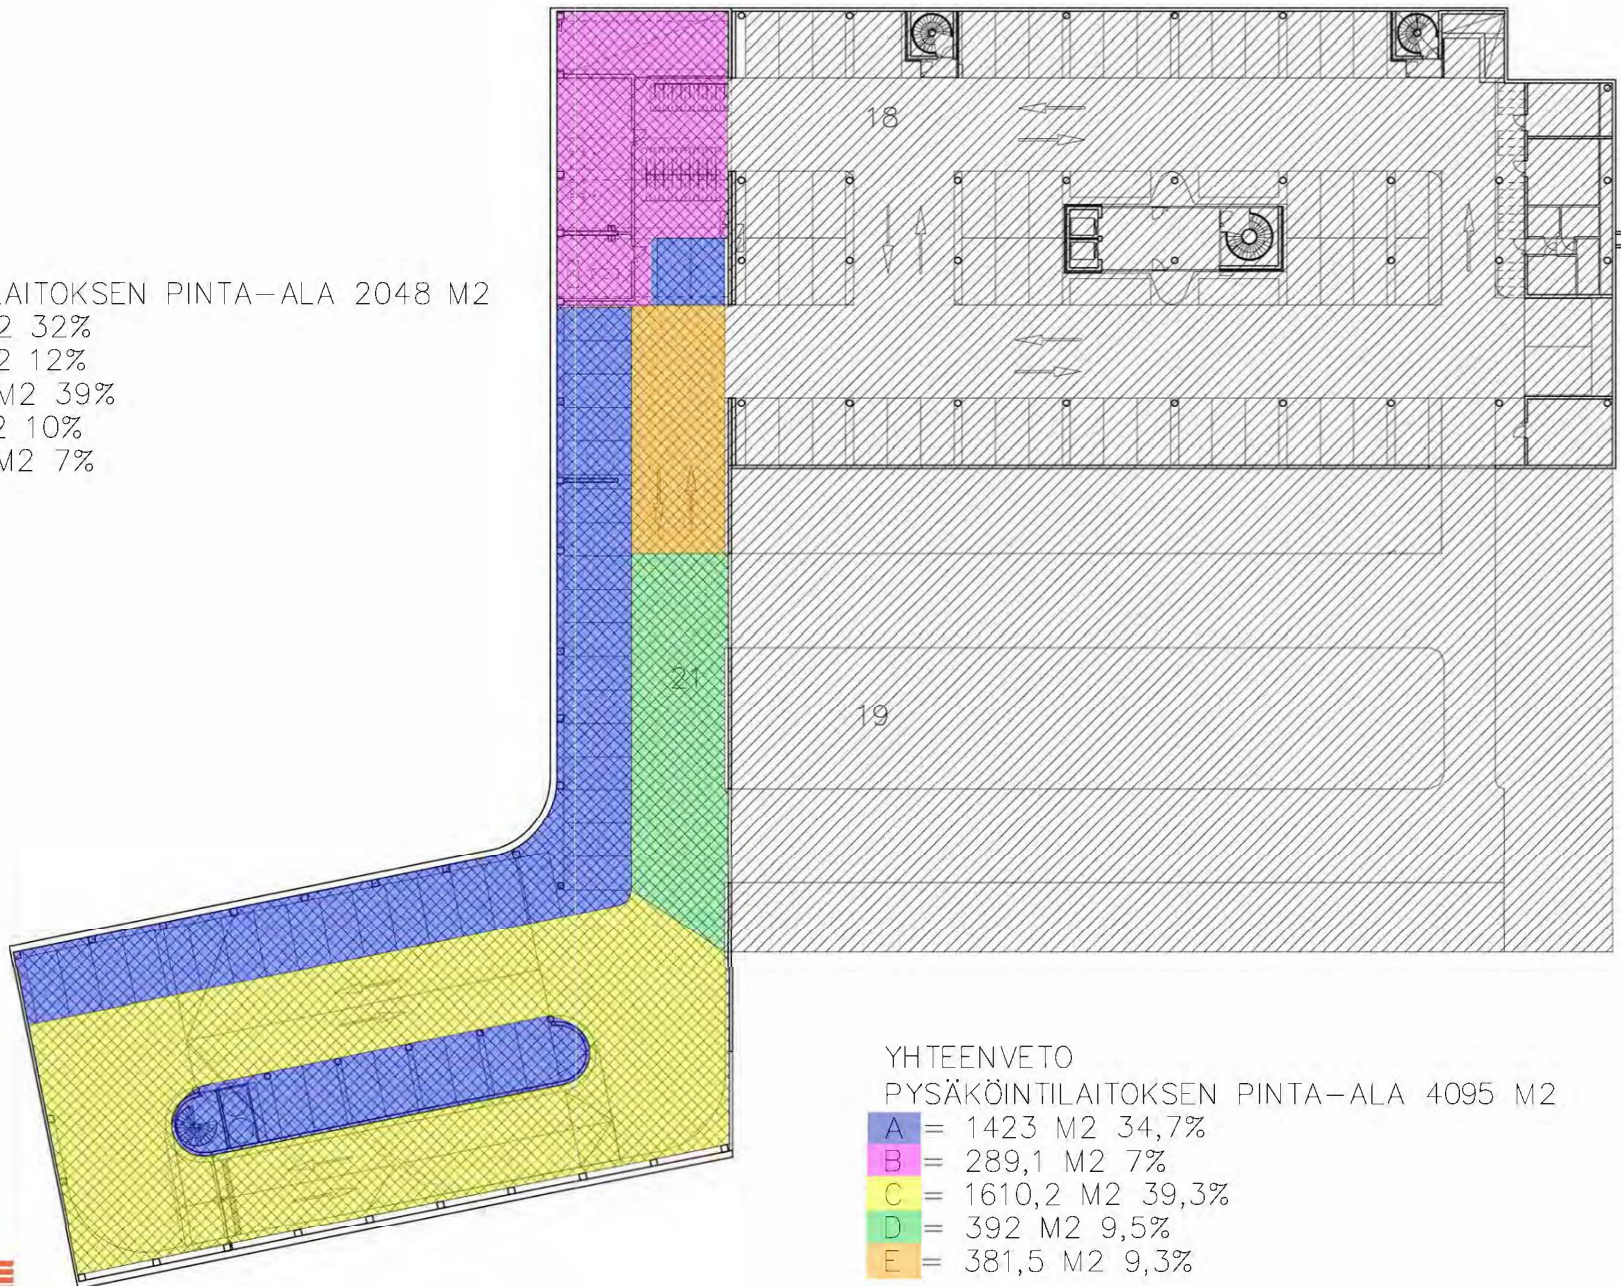 18
LAITOKSEN PINTA-ALA 2048 M2
2 32%
2 12%
M2 39%
2 10%
M2 7%
21
19
YHTEENVETO
PYSÄKÖINTILAITOKSEN PINTA-ALA 4095 M2
A = 1423 M2 34,7%
B = 289,1 M2 7%
C = 1610,2 M2 39,3%
D = 392 M2 9,5%
E = 381,5 M2 9,3%